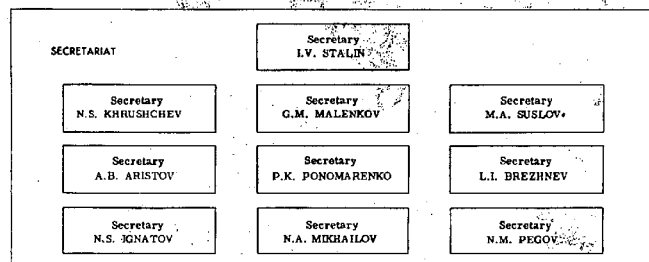 SECRETARIAT
Secretary
I.V. STALIN
Secretary
N.S. KHRUSHCHEV
Secretary
G.M. MALENKOV
Secretary
M.A. SUSLOV
Secretary
A.B. ARISTOV
Secretary
P.K. PONOMARENKO
Secretary
L.I. BREZHNEV
Secretary
N.S. IGNATOV
Secretary
N.A. MIKHAILOV
Secretary
N.M. PEGOV